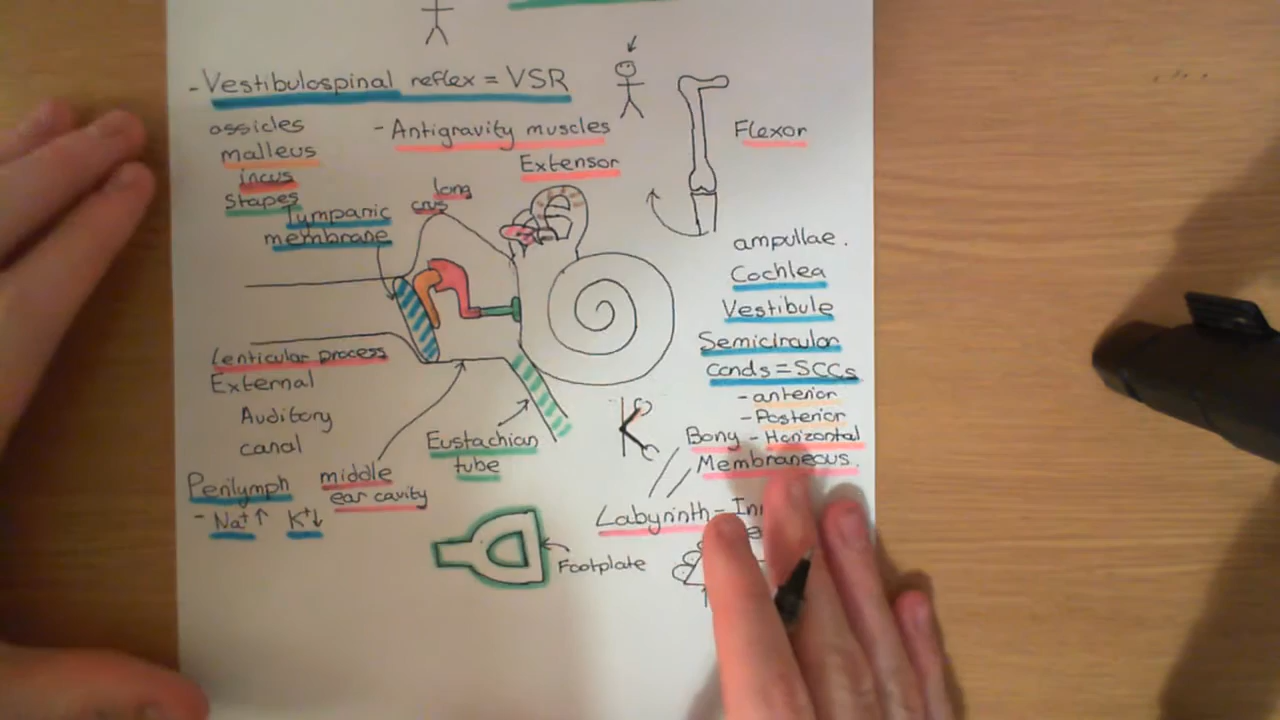 - Vestibulospinal reflex = VSR
ossicles
malleus
incus
stapes
- Antigravity muscles
Extensor
Flexor
long
crus
Tympanic
membrane
ampullae.
Cochlea
Vestibule
Semicircular
canals = SCCs
- anterior
- Posterior
- Horizontal
Bony
Membraneous.
Lenticular process
External
Auditory
canal
Eustachian
tube
middle
ear cavity
Perilymph
- Na+ ↑ K+ ↓
Labyrinth -
Footplate